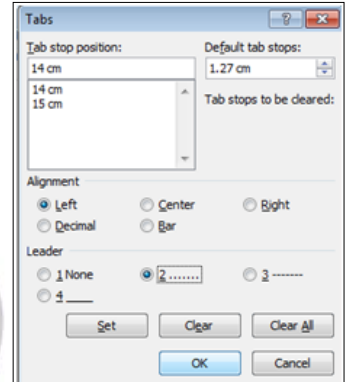 Tabs
Tab stop position:
Default tab stops:
14 cm
1.27 cm
14 cm
15 cm
Tab stops to be cleared:
Alignment
Left
Center
Right
Decimal
Bar
Leader
1 None
2 .......
3 -------
4 ___
Set
Clear
Clear All
OK
Cancel